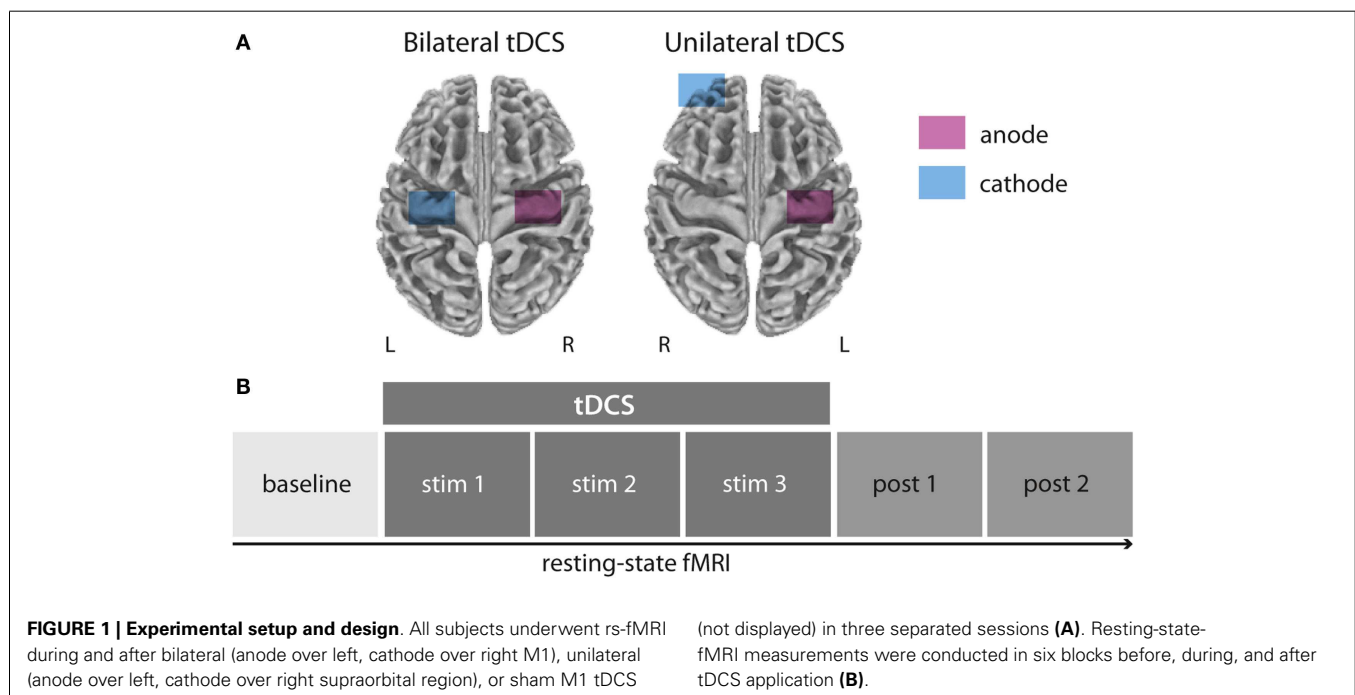 A
Bilateral tDCS
Unilateral tDCS
anode
cathode
L
R
R
L
B
tDCS
baseline
stim 1
stim 2
stim 3
post 1
post 2
resting-state fMRI
FIGURE 1 | Experimental setup and design. All subjects underwent rs-fMRI
during and after bilateral (anode over left, cathode over right M1), unilateral
(anode over left, cathode over right supraorbital region), or sham M1 tDCS
(not displayed) in three separated sessions (A). Resting-state-
fMRI measurements were conducted in six blocks before, during, and after
tDCS application (B).